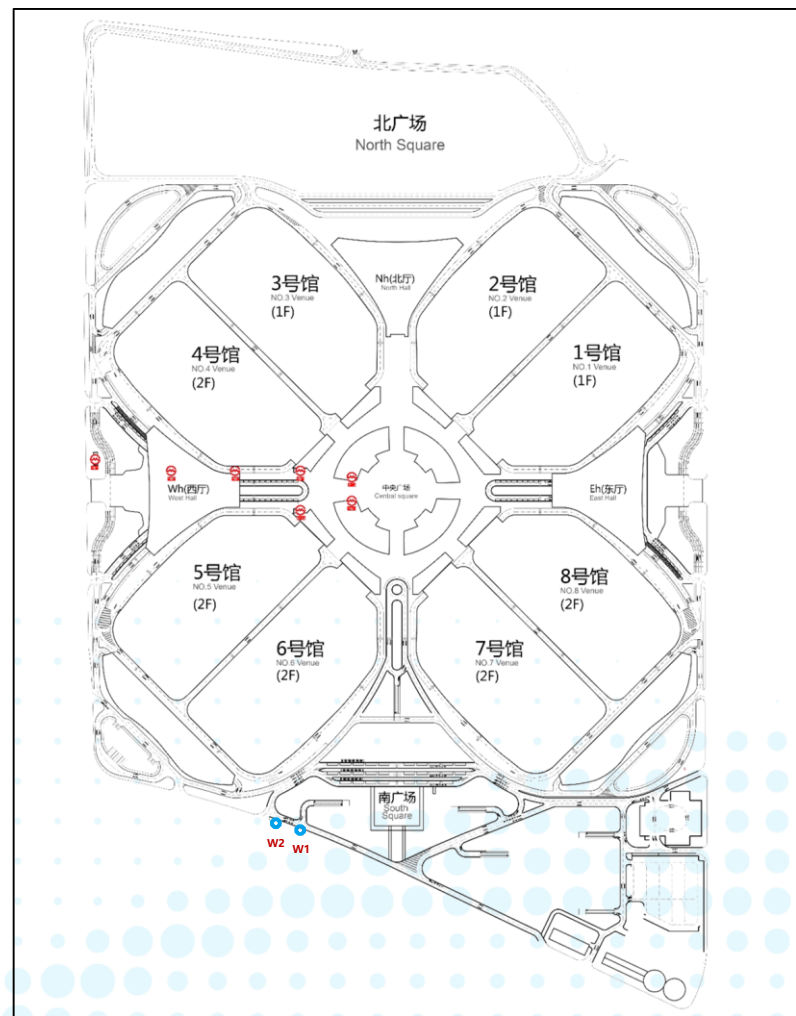 北广场
North Square
Nh(北厅)
North Hall
3号馆
NO.3 Venue
(1F)
2号馆
NO.2 Venue
(1F)
4号馆
NO.4 Venue
(2F)
1号馆
NO.1 Venue
(1F)
Wh(西厅)
West Hall
中央广场
Central square
Eh(东厅)
East Hall
5号馆
NO.5 Venue
(2F)
8号馆
NO.8 Venue
(2F)
6号馆
NO.6 Venue
(2F)
7号馆
NO.7 Venue
(2F)
南广场
South
Square
W2
W1